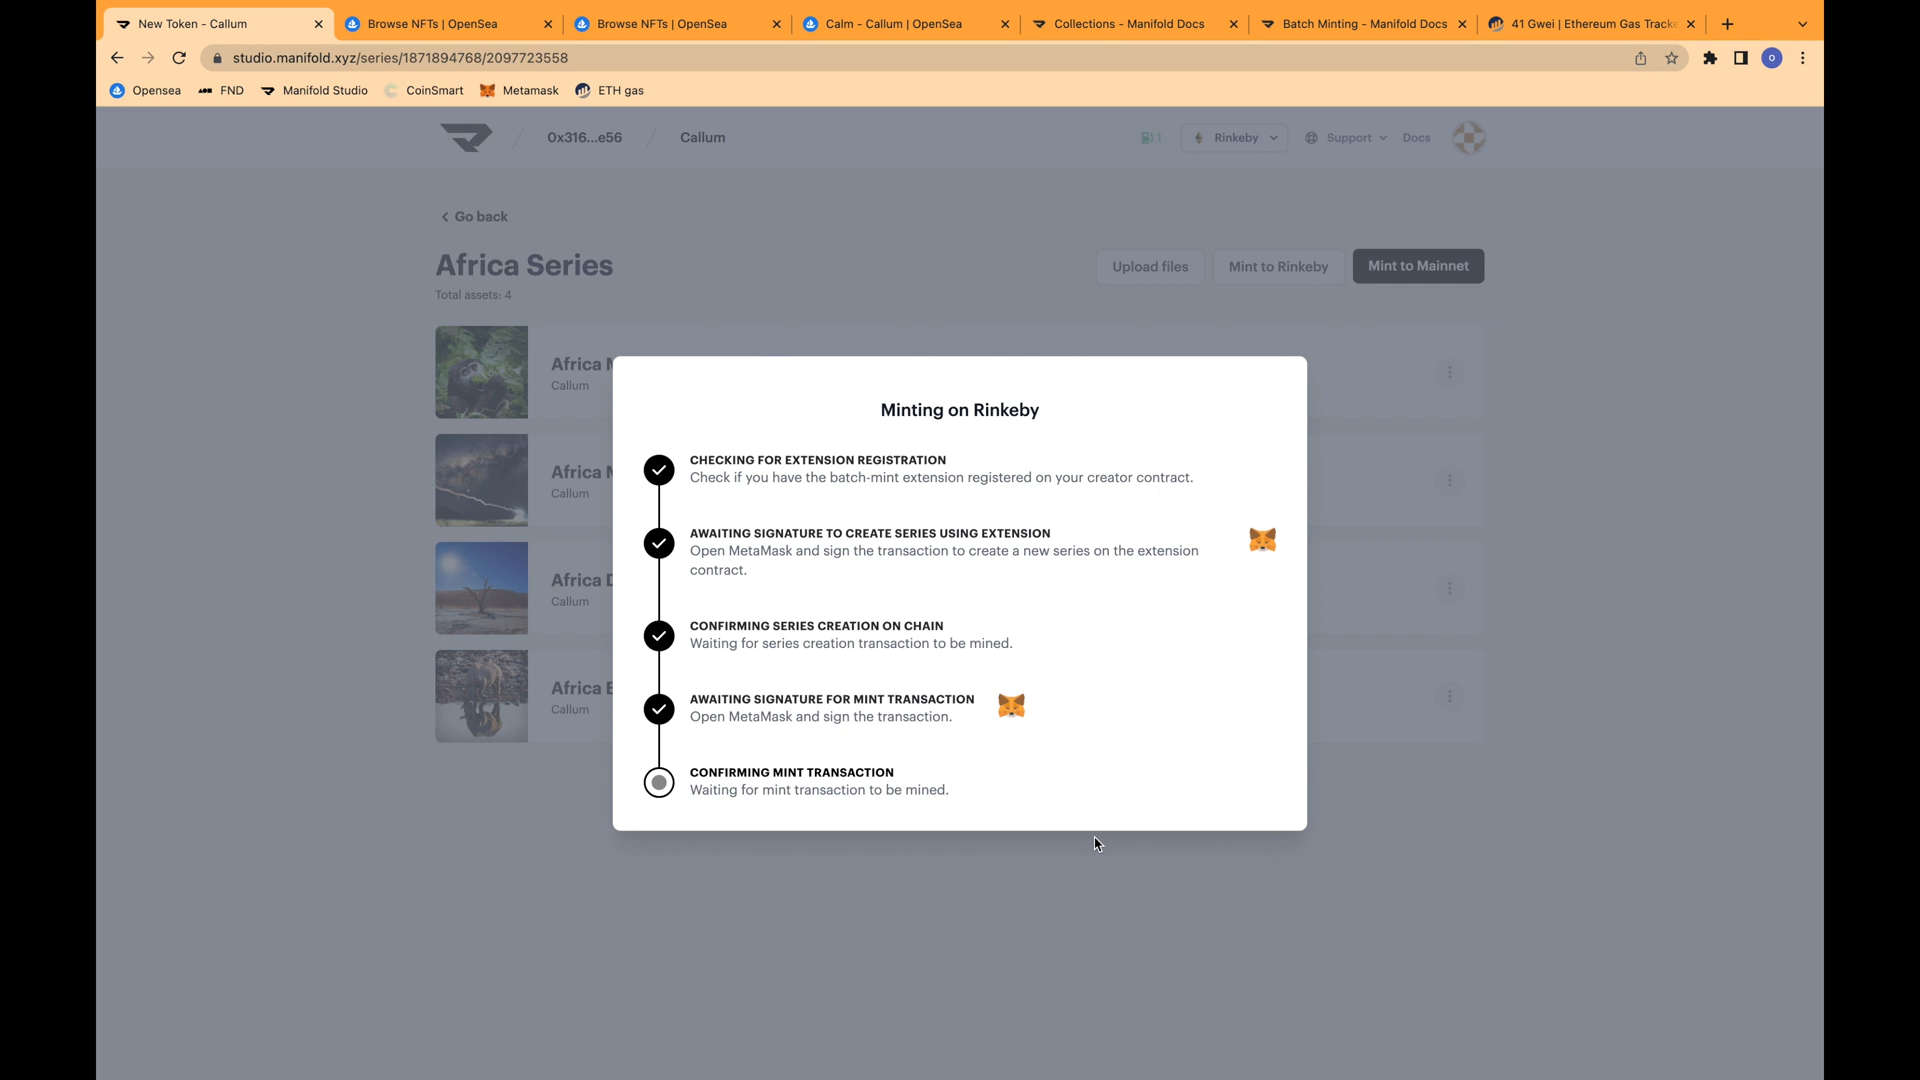 New Token - Callum
Browse NFTs | OpenSea
Browse NFTs | OpenSea
Calm - Callum | OpenSea
Collections - Manifold Docs
Batch Minting - Manifold Docs
41 Gwei | Ethereum Gas Tracke
studio.manifold.xyz/series/1871894768/2097723558
O
Opensea
FND
Manifold Studio
CoinSmart
Metamask
ETH gas
0x316...e56
Callum
1
Rinkeby
Support
Docs
Go back
Africa Series
Total assets: 4
Upload files
Mint to Rinkeby
Mint to Mainnet
Africa
Callum
Africa
Callum
Africa
Callum
Africa
Callum
Minting on Rinkeby
CHECKING FOR EXTENSION REGISTRATION
Check if you have the batch-mint extension registered on your creator contract.
AWAITING SIGNATURE TO CREATE SERIES USING EXTENSION
Open MetaMask and sign the transaction to create a new series on the extension
contract.
CONFIRMING SERIES CREATION ON CHAIN
Waiting for series creation transaction to be mined.
AWAITING SIGNATURE FOR MINT TRANSACTION
Open MetaMask and sign the transaction.
CONFIRMING MINT TRANSACTION
Waiting for mint transaction to be mined.